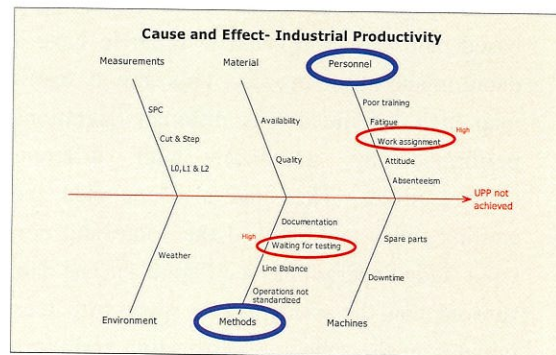 Cause and Effect- Industrial Productivity
Measurements
Material
Personnel
SPC
Cut & Step
L0,L1 & L2
Availability
Quality
Poor training
Fatigue
High
Work assignment
Attitude
Absenteeism
UPP not
achieved
Weather
Documentation
High
Waiting for testing
Line Balance
Operations not
standardized
Spare parts
Downtime
Environment
Methods
Machines